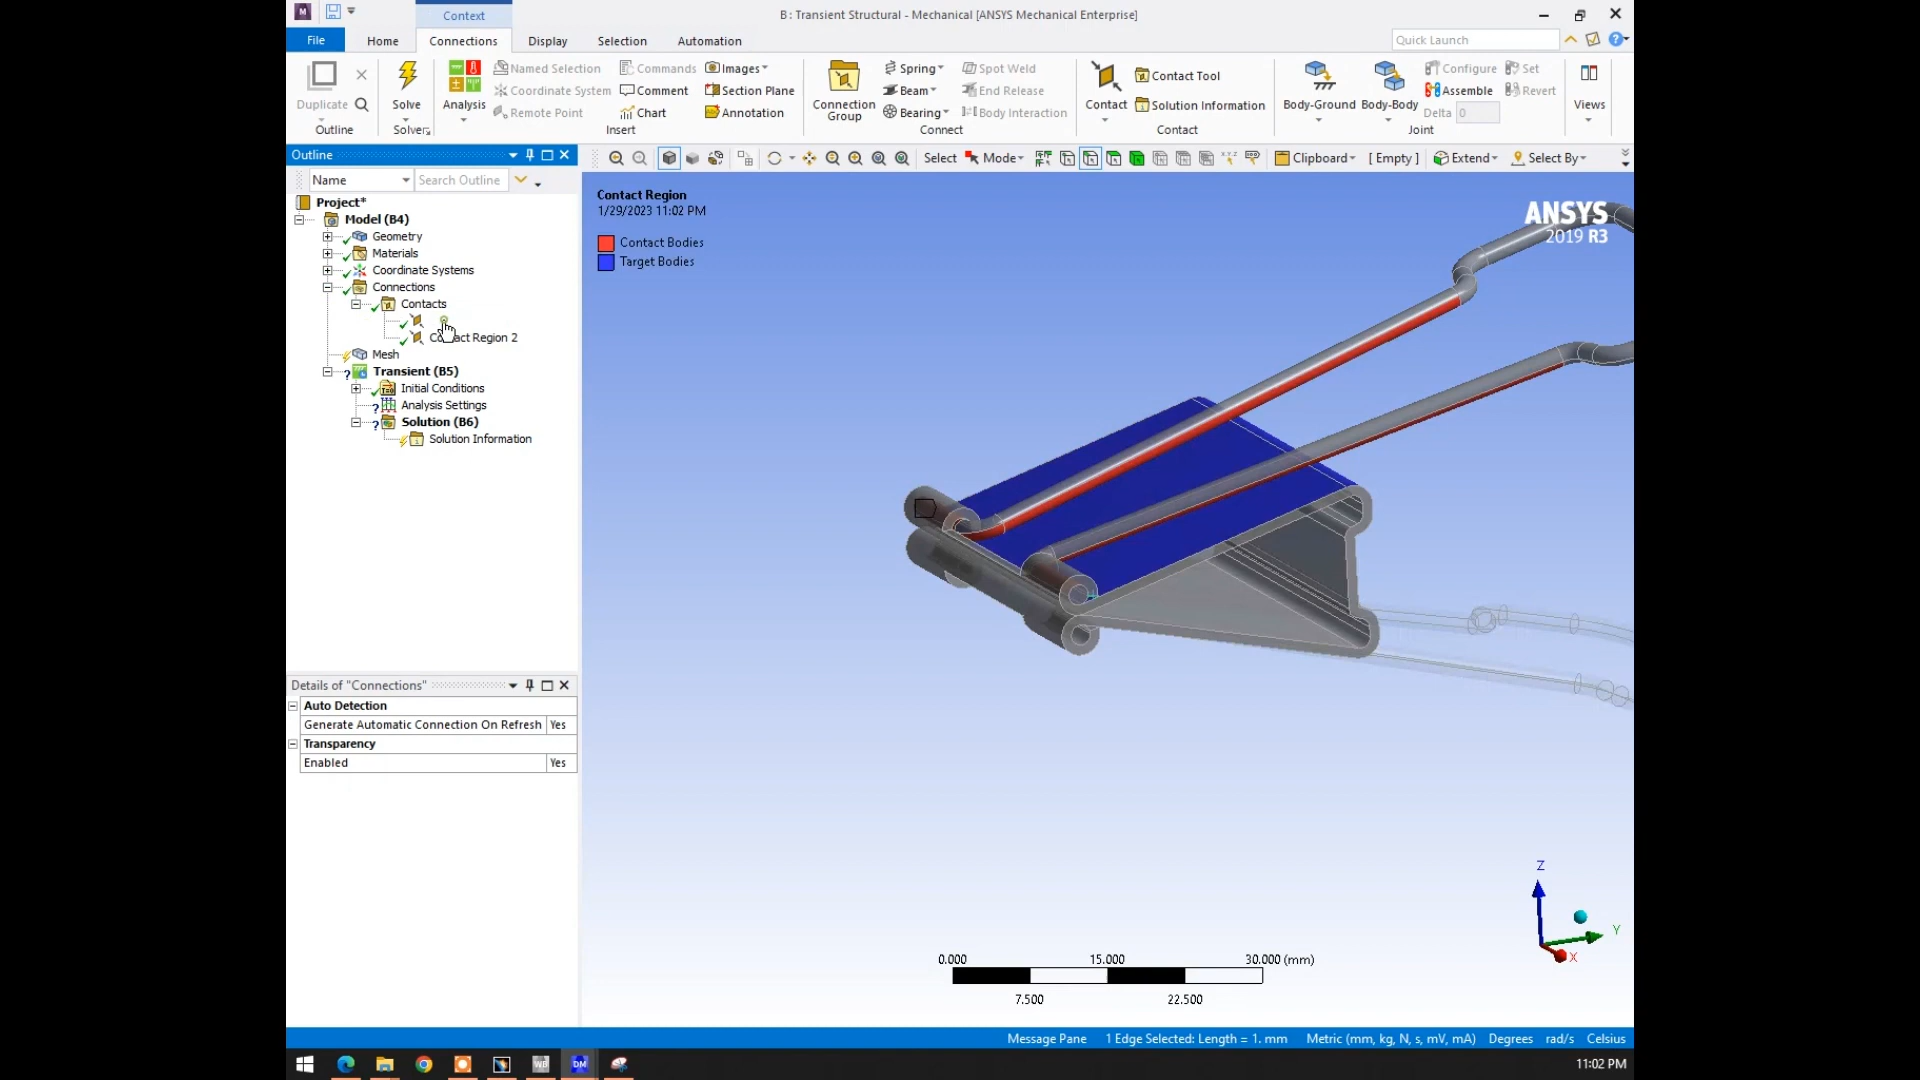 Context
B : Transient Structural - Mechanical [ANSYS Mechanical Enterprise]
File
Home
Connections
Display
Selection
Automation
Quick Launch
Duplicate
Outline
Solve
Solver
Analysis
Named Selection
Coordinate System
Remote Point
Commands
Comment
Chart
Images
Section Plane
Annotation
Insert
Connection
Group
Spring
Beam
Bearing
Spot Weld
End Release
Body Interaction
Connect
Contact
Contact Tool
Solution Information
Contact
Body-Ground
Body-Body
Configure
Set
Assemble
Revert
Delta 0
Joint
Views
Outline
Select
Mode
Clipboard
[ Empty ]
Extend
Select By
Name
Search Outline
Project*
Model (B4)
Geometry
Materials
Coordinate Systems
Connections
Contacts
Contact Region 2
Mesh
Transient (B5)
Initial Conditions
Analysis Settings
Solution (B6)
Solution Information
Details of "Connections"
Auto Detection
Generate Automatic Connection On Refresh Yes
Transparency
Enabled Yes
Contact Region
1/29/2023 11:02 PM
Contact Bodies
Target Bodies
ANSYS
2019 R3
Z
Y
X
0.000 15.000 30.000 (mm)
7.500 22.500
Message Pane
1 Edge Selected: Length = 1. mm
Metric (mm, kg, N, s, mV, mA)
Degrees
rad/s
Celsius
WB
DM
11:02 PM